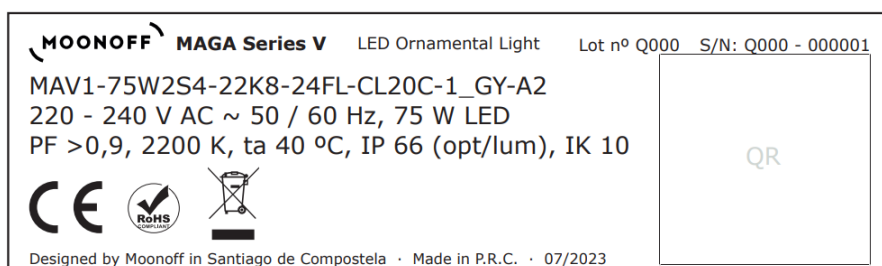 MOONOFF MAGA Series V LED Ornamental Light Lot nº Q000 S/N: Q000 - 000001
MAV1-75W2S4-22K8-24FL-CL20C-1_GY-A2
220 - 240 V AC ~ 50 / 60 Hz, 75 W LED
PF >0,9, 2200 K, ta 40 ºC, IP 66 (opt/lum), IK 10
QR
CE RoHS
COMPLIANT
Designed by Moonoff in Santiago de Compostela · Made in P.R.C. · 07/2023